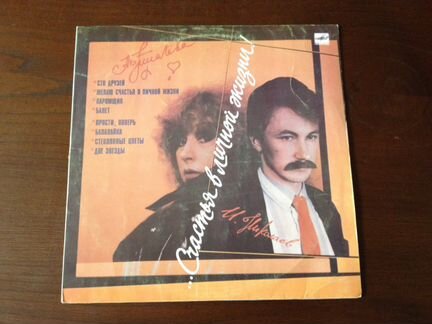 А.Пугачева
* СТО ДРУЗЕЙ
* ЖЕЛАЮ СЧАСТЬЯ В ЛИЧНОЙ ЖИЗНИ
* ПАРОМЩИК
* БАЛЕТ
* ПРОСТИ, ПОВЕРЬ
* БАЛАЛАЙКА
* СТЕКЛЯННЫЕ ЦВЕТЫ
* ДВЕ ЗВЕЗДЫ
...Счастья в личной жизни!
И. Николаев